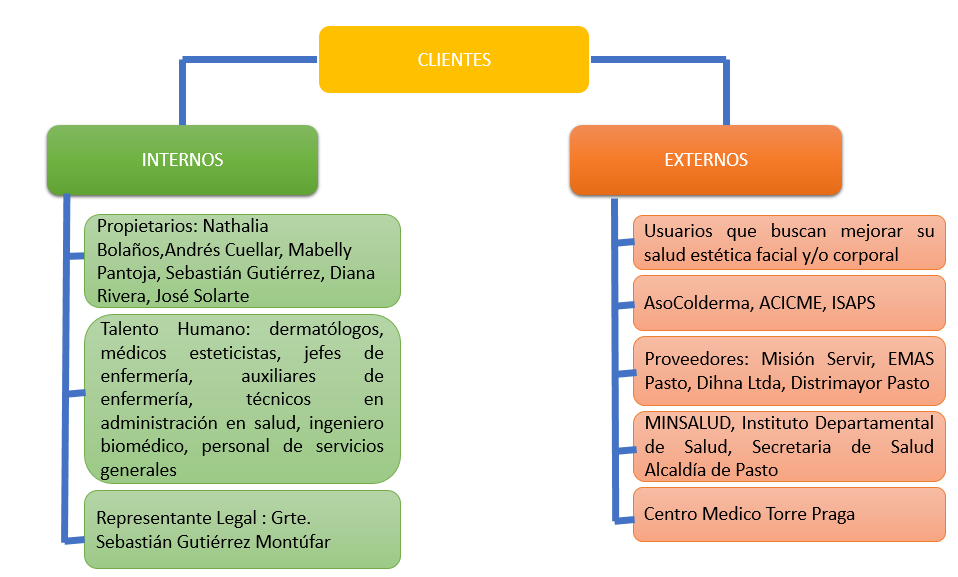 CLIENTES
INTERNOS
Propietarios: Nathalia
Bolaños,Andrés Cuellar, Mabelly
Pantoja, Sebastián Gutiérrez, Diana
Rivera, José Solarte
Talento Humano: dermatólogos,
médicos esteticistas, jefes de
enfermería, auxiliares de
enfermería, técnicos en
administración en salud, ingeniero
biomédico, personal de servicios
generales
Representante Legal : Grte.
Sebastián Gutiérrez Montúfar
EXTERNOS
Usuarios que buscan mejorar su
salud estética facial y/o corporal
AsoColderma, ACICME, ISAPS
Proveedores: Misión Servir, EMAS
Pasto, Dihna Ltda, Distrimayor Pasto
MINSALUD, Instituto Departamental
de Salud, Secretaria de Salud
Alcaldía de Pasto
Centro Medico Torre Praga